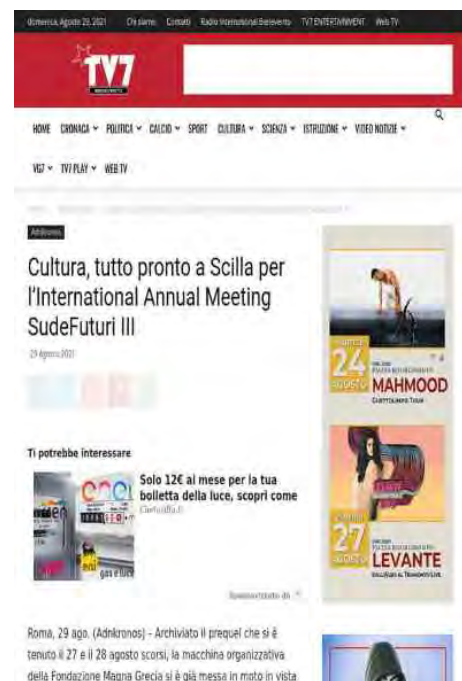 domenica, Agosto 29, 2021 Chi siamo Contatti Radio International Benevento TV7 ENTERTAINMENT Web TV
TV7
HOME CRONACA POLITICA CALCIO SPORT CULTURA SCIENZA ISTRUZIONE VIDEO NOTIZIE
VG7 TV7 PLAY WEB TV
Adnkronos
Cultura, tutto pronto a Scilla per
l'International Annual Meeting
SudeFuturi III
29 Agosto 2021
Ti potrebbe interessare
Solo 12€ al mese per la tua
bolletta della luce, scopri come
eni
gas e luce
Sponsorizzato da
Roma, 29 ago. (Adnkronos) - Archiviato il prequel che si è
tenuto il 27 e il 28 agosto scorsi, la macchina organizzativa
della Fondazione Magna Grecia si è già messa in moto in vista
24
AGOSTO
MAHMOOD
27
AGOSTO
LEVANTE